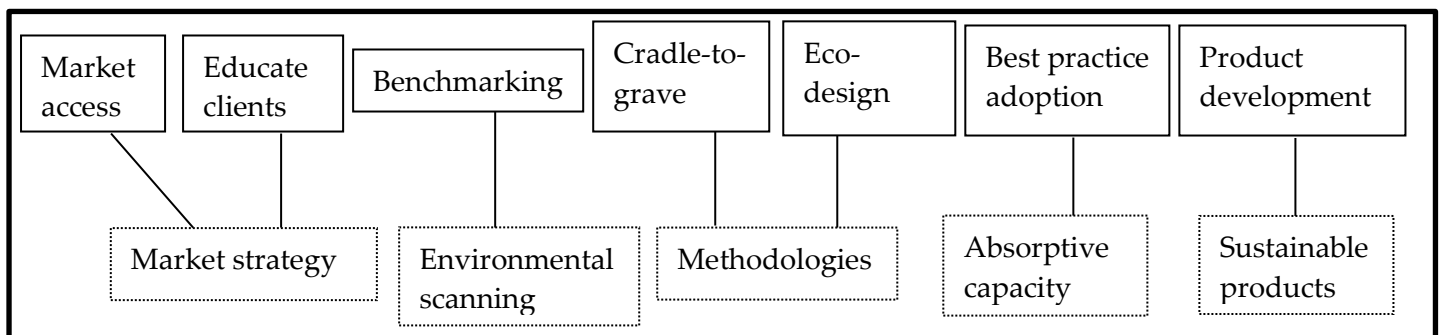 Market
access
Educate
clients
Benchmarking
Cradle-to-
grave
Eco-
design
Best practice
adoption
Product
development
Market strategy
Environmental
scanning
Methodologies
Absorptive
capacity
Sustainable
products